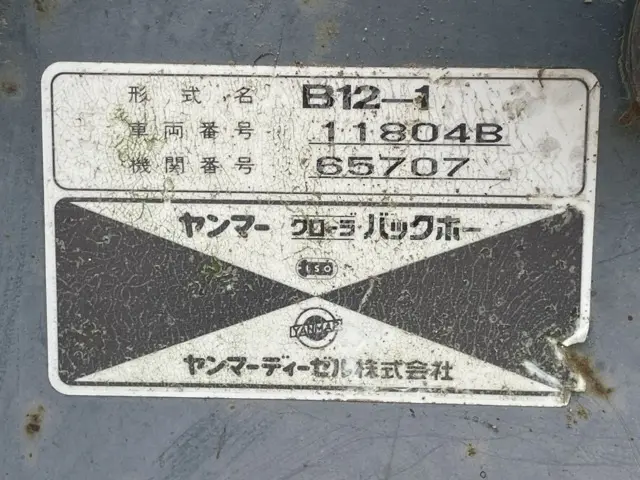 形式名 B12-1
車両番号 11804B
機関番号 65707
ヤンマー クローラ・バックホー
ISO
YANMAR
ヤンマーディーゼル株式会社